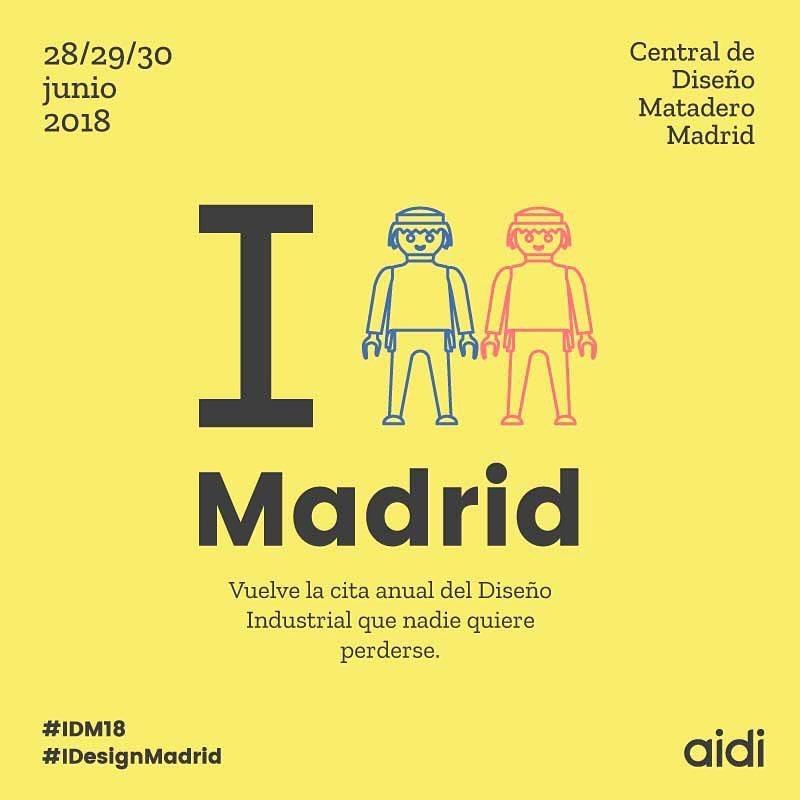 28/29/30
junio
2018
Central de
Diseño
Matadero
Madrid
I
Madrid
Vuelve la cita anual del Diseño
Industrial que nadie quiere
perderse.
#IDM18
#IDesignMadrid
aidi